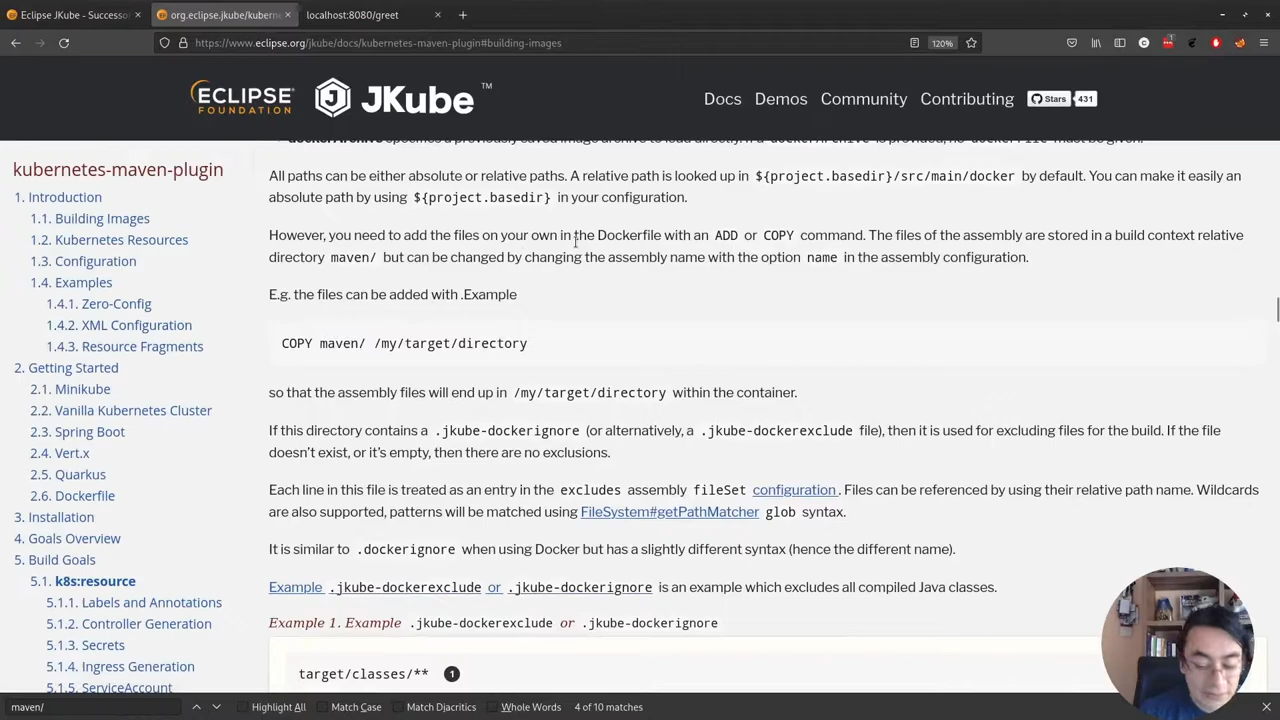 Eclipse JKube - Successo
org.eclipse.jkube/kubern
localhost:8080/greet
https://www.eclipse.org/jkube/docs/kubernetes-maven-plugin#building-images
120%
ECLIPSE
FOUNDATION
JKube™
Docs
Demos
Community
Contributing
Stars
431
kubernetes-maven-plugin
1. Introduction
1.1. Building Images
1.2. Kubernetes Resources
1.3. Configuration
1.4. Examples
1.4.1. Zero-Config
1.4.2. XML Configuration
1.4.3. Resource Fragments
2. Getting Started
2.1. Minikube
2.2. Vanilla Kubernetes Cluster
2.3. Spring Boot
2.4. Vert.x
2.5. Quarkus
2.6. Dockerfile
3. Installation
4. Goals Overview
5. Build Goals
5.1. k8s:resource
5.1.1. Labels and Annotations
5.1.2. Controller Generation
5.1.3. Secrets
5.1.4. Ingress Generation
5.1.5. ServiceAccount
All paths can be either absolute or relative paths. A relative path is looked up in ${project.basedir}/src/main/docker by default. You can make it easily an
absolute path by using ${project.basedir} in your configuration.
However, you need to add the files on your own in the Dockerfile with an ADD or COPY command. The files of the assembly are stored in a build context relative
directory maven/ but can be changed by changing the assembly name with the option name in the assembly configuration.
E.g. the files can be added with .Example
COPY maven/ /my/target/directory
so that the assembly files will end up in /my/target/directory within the container.
If this directory contains a .jkube-dockerignore (or alternatively, a .jkube-dockerexclude file), then it is used for excluding files for the build. If the file
doesn't exist, or it's empty, then there are no exclusions.
Each line in this file is treated as an entry in the excludes assembly fileSet configuration . Files can be referenced by using their relative path name. Wildcards
are also supported, patterns will be matched using FileSystem#getPathMatcher glob syntax.
It is similar to .dockerignore when using Docker but has a slightly different syntax (hence the different name).
Example .jkube-dockerexclude or .jkube-dockerignore is an example which excludes all compiled Java classes.
Example 1. Example .jkube-dockerexclude or .jkube-dockerignore
target/classes/** 1
maven/
Highlight All
Match Case
Match Diacritics
Whole Words
4 of 10 matches